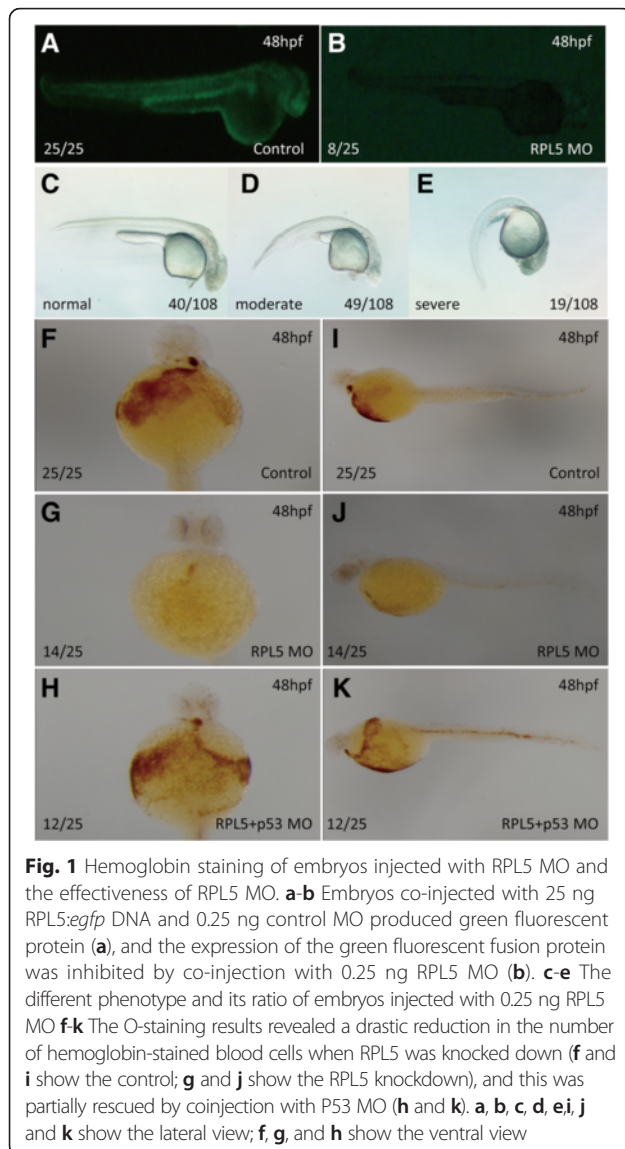 A
48hpf
25/25
Control
B
48hpf
8/25
RPL5 MO
C
normal
40/108
D
moderate
49/108
E
severe
19/108
F
48hpf
25/25
Control
I
48hpf
25/25
Control
G
48hpf
14/25
RPL5 MO
J
48hpf
14/25
RPL5 MO
H
48hpf
12/25
RPL5+p53 MO
K
48hpf
12/25
RPL5+p53 MO
Fig. 1 Hemoglobin staining of embryos injected with RPL5 MO and
the effectiveness of RPL5 MO. a-b Embryos co-injected with 25 ng
RPL5:egfp DNA and 0.25 ng control MO produced green fluorescent
protein (a), and the expression of the green fluorescent fusion protein
was inhibited by co-injection with 0.25 ng RPL5 MO (b). c-e The
different phenotype and its ratio of embryos injected with 0.25 ng RPL5
MO f-k The O-staining results revealed a drastic reduction in the number
of hemoglobin-stained blood cells when RPL5 was knocked down (f and
i show the control; g and j show the RPL5 knockdown), and this was
partially rescued by coinjection with P53 MO (h and k). a, b, c, d, e,i, j
and k show the lateral view; f, g, and h show the ventral view